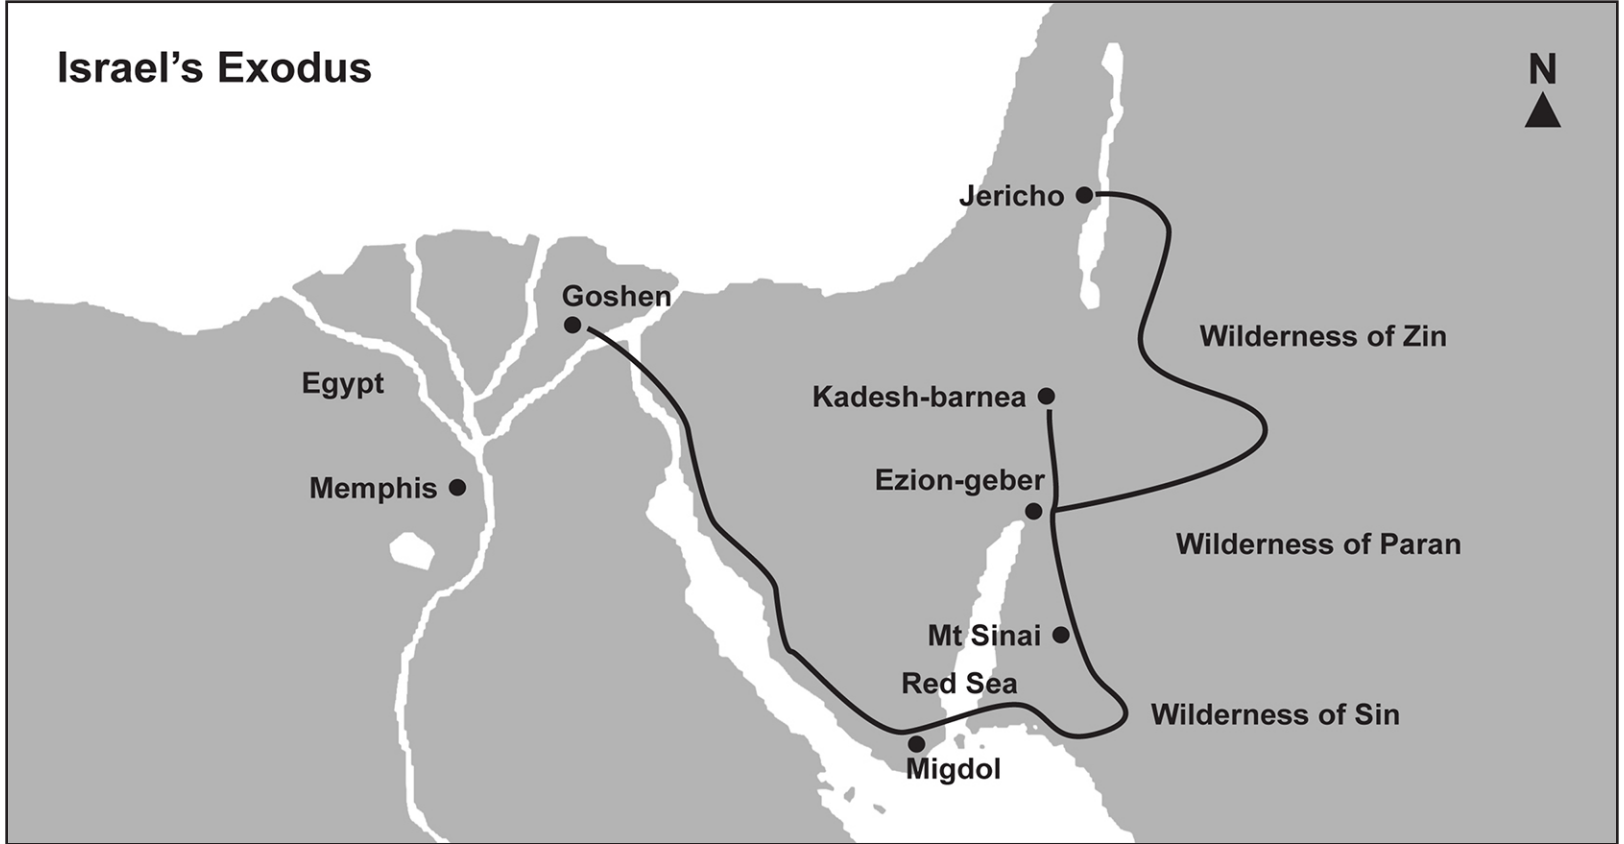 Israel’s Exodus
N
Jericho
Goshen
Wilderness of Zin
Egypt
Kadesh-barnea
Ezion-geber
Memphis
Wilderness of Paran
Mt Sinai
Red Sea
Wilderness of Sin
Migdol